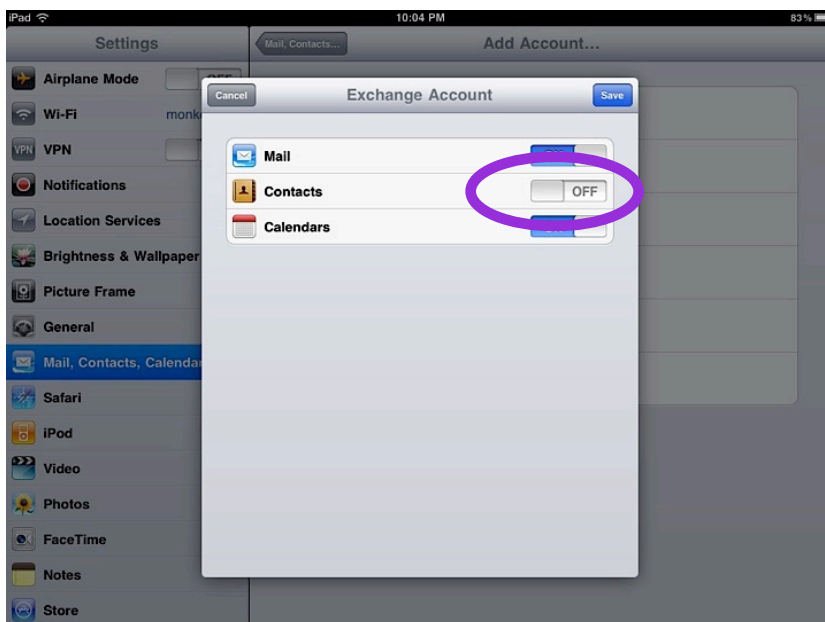 iPad 10:04 PM 83%
Settings
Mail, Contacts...
Add Account...
Airplane Mode
Wi-Fi
VPN VPN
Notifications
Location Services
Brightness & Wallpaper
Picture Frame
General
Mail, Contacts, Calendar
Safari
iPod
Video
Photos
FaceTime
Notes
Store
Cancel Exchange Account Save
Mail
Contacts OFF
Calendars